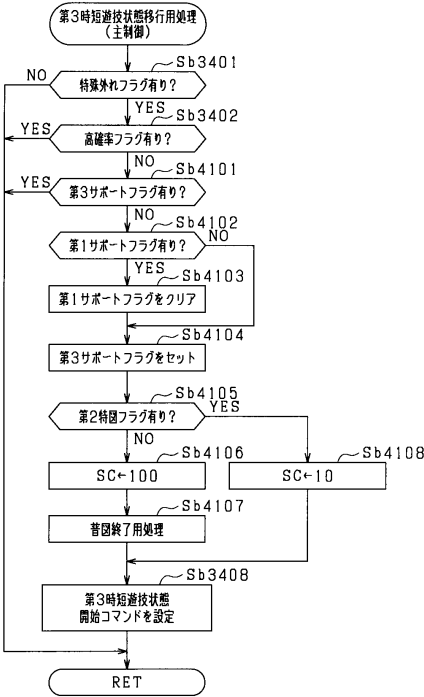 第３時短遊技状態移行用処理
（主制御）
Sb3401
特殊外れフラグ有り？
NO
YES
Sb3402
高確率フラグ有り？
YES
NO
Sb4101
第３サポートフラグ有り？
YES
NO
Sb4102
第１サポートフラグ有り？
NO
YES
Sb4103
第１サポートフラグをクリア
Sb4104
第３サポートフラグをセット
Sb4105
第２特図フラグ有り？
YES
NO
Sb4106
SC←100
Sb4108
SC←10
Sb4107
普図終了用処理
Sb3408
第３時短遊技状態
開始コマンドを設定
RET